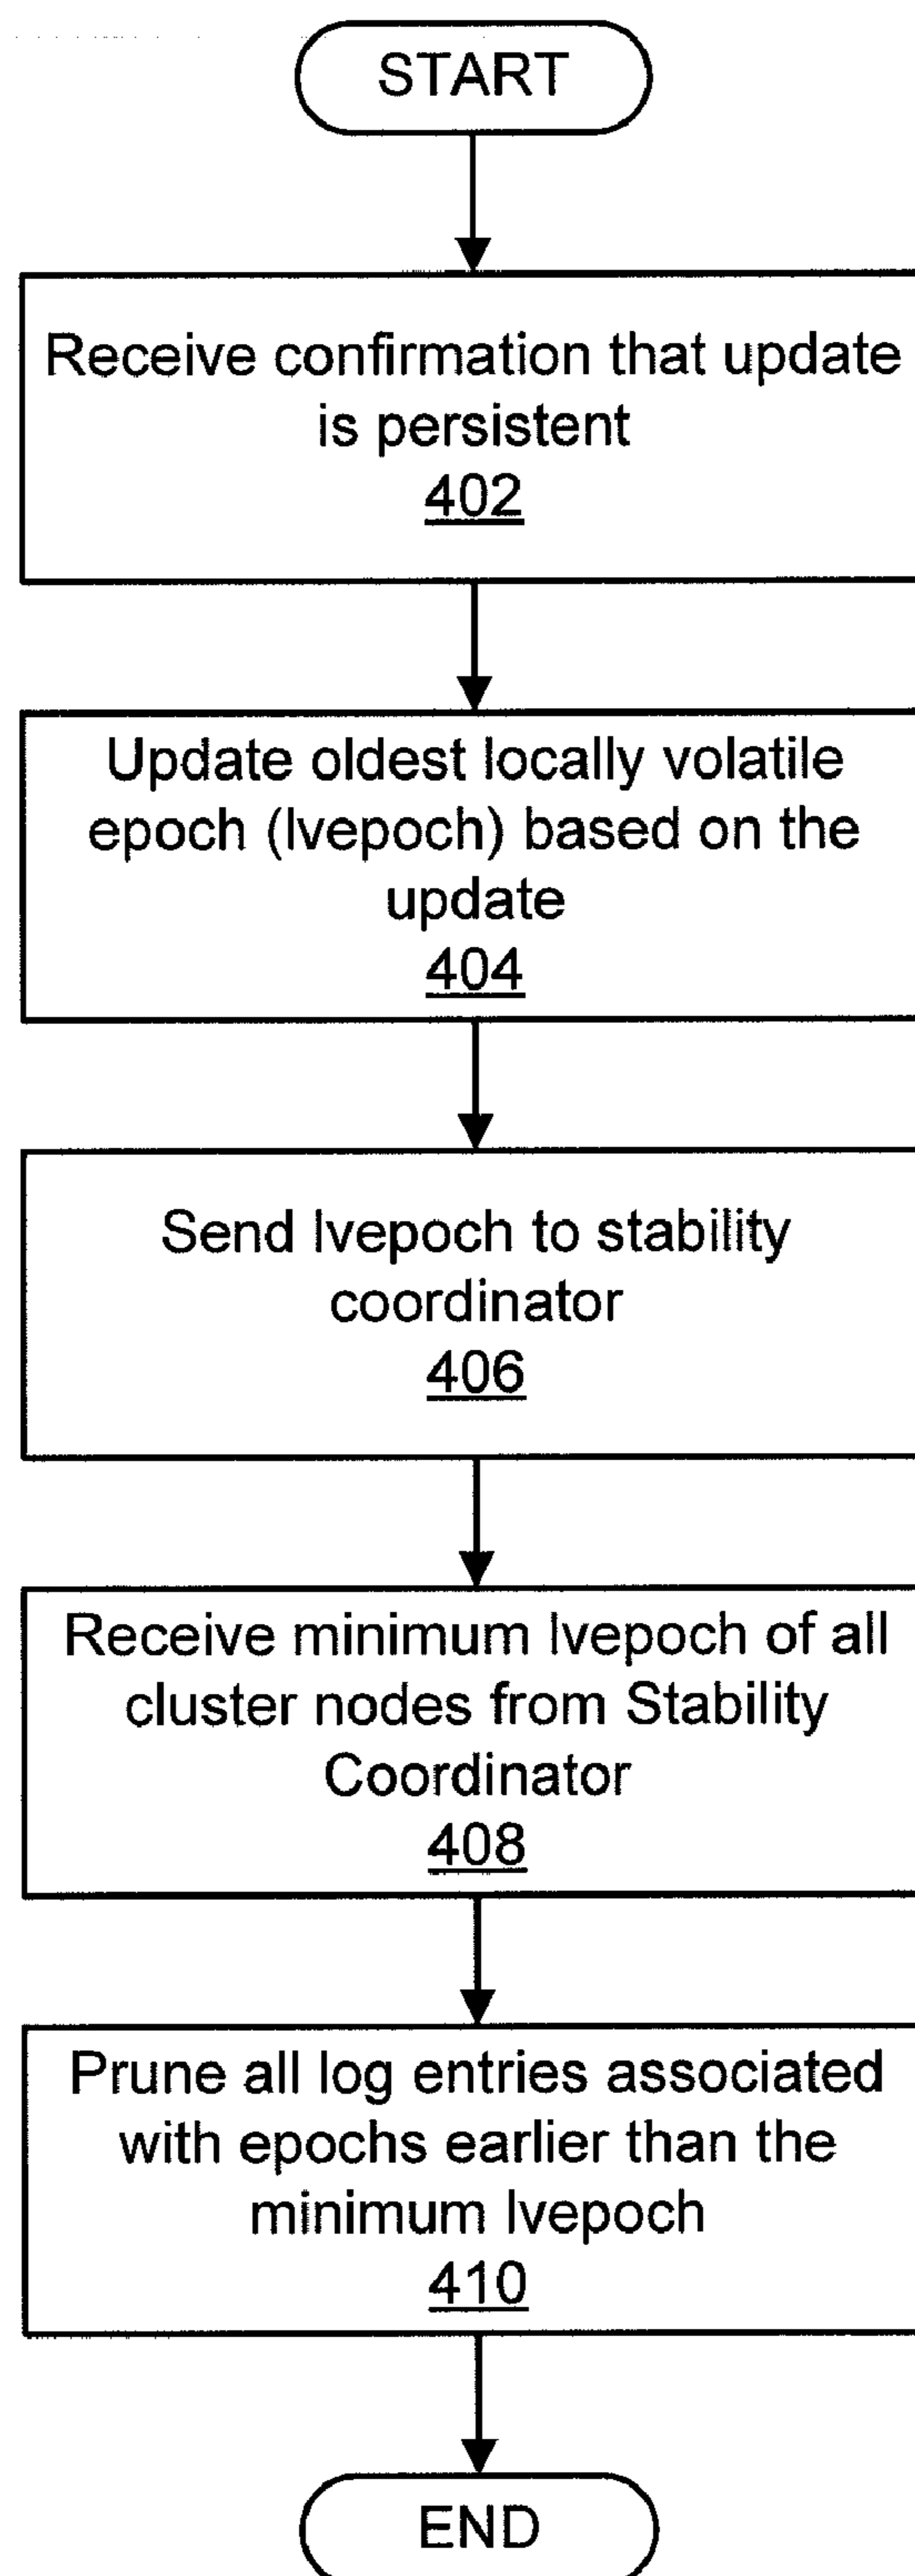 START
Receive confirmation that update
is persistent
402
Update oldest locally volatile
epoch (lvepoch) based on the
update
404
Send lvepoch to stability
coordinator
406
Receive minimum lvepoch of all
cluster nodes from Stability
Coordinator
408
Prune all log entries associated
with epochs earlier than the
minimum lvepoch
410
END